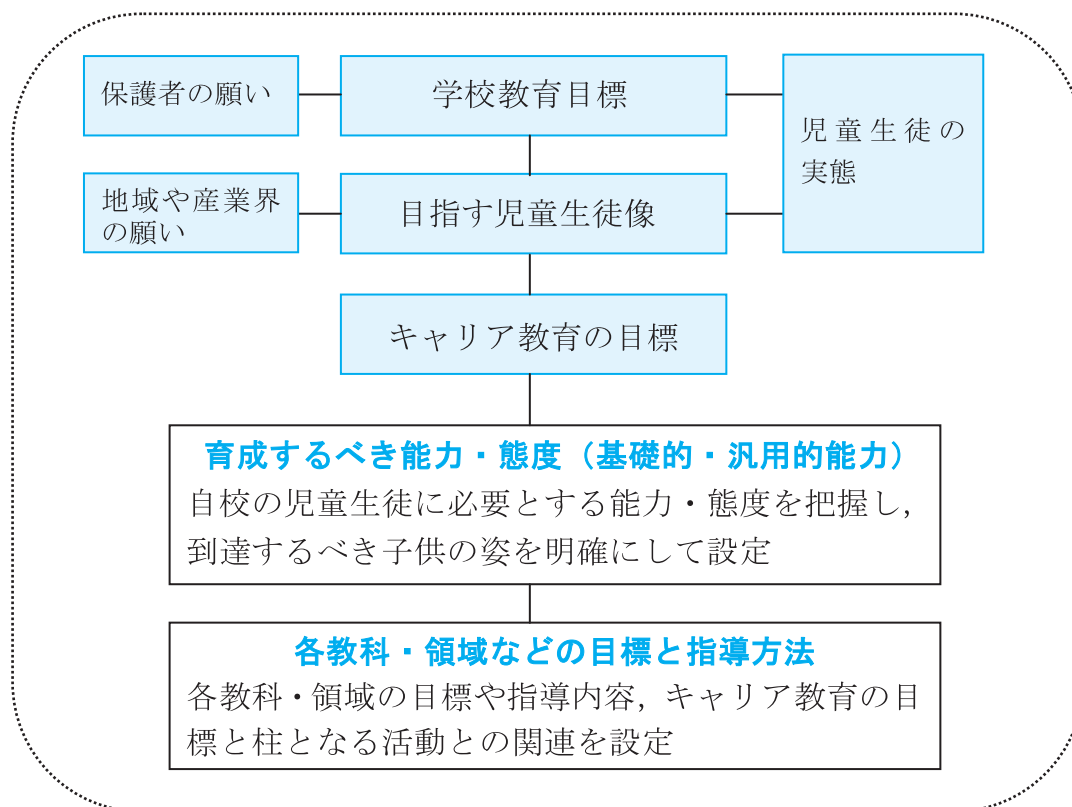 保護者の願い
学校教育目標
児童生徒の
実態
地域や産業界
の願い
目指す児童生徒像
キャリア教育の目標
育成するべき能力・態度（基礎的・汎用的能力）
自校の児童生徒に必要とする能力・態度を把握し，
到達するべき子供の姿を明確にして設定
各教科・領域などの目標と指導方法
各教科・領域の目標や指導内容，キャリア教育の目
標と柱となる活動との関連を設定